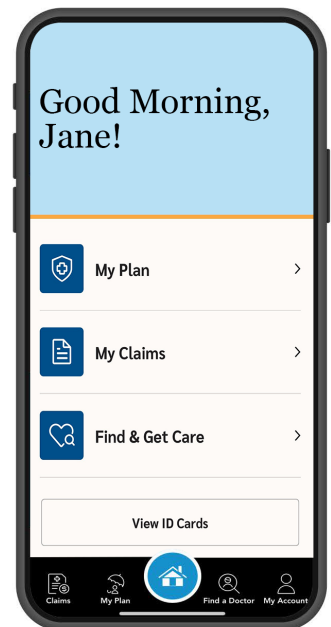 Good Morning,
Jane!
My Plan
My Claims
Find & Get Care
View ID Cards
Claims My Plan Find a Doctor My Account